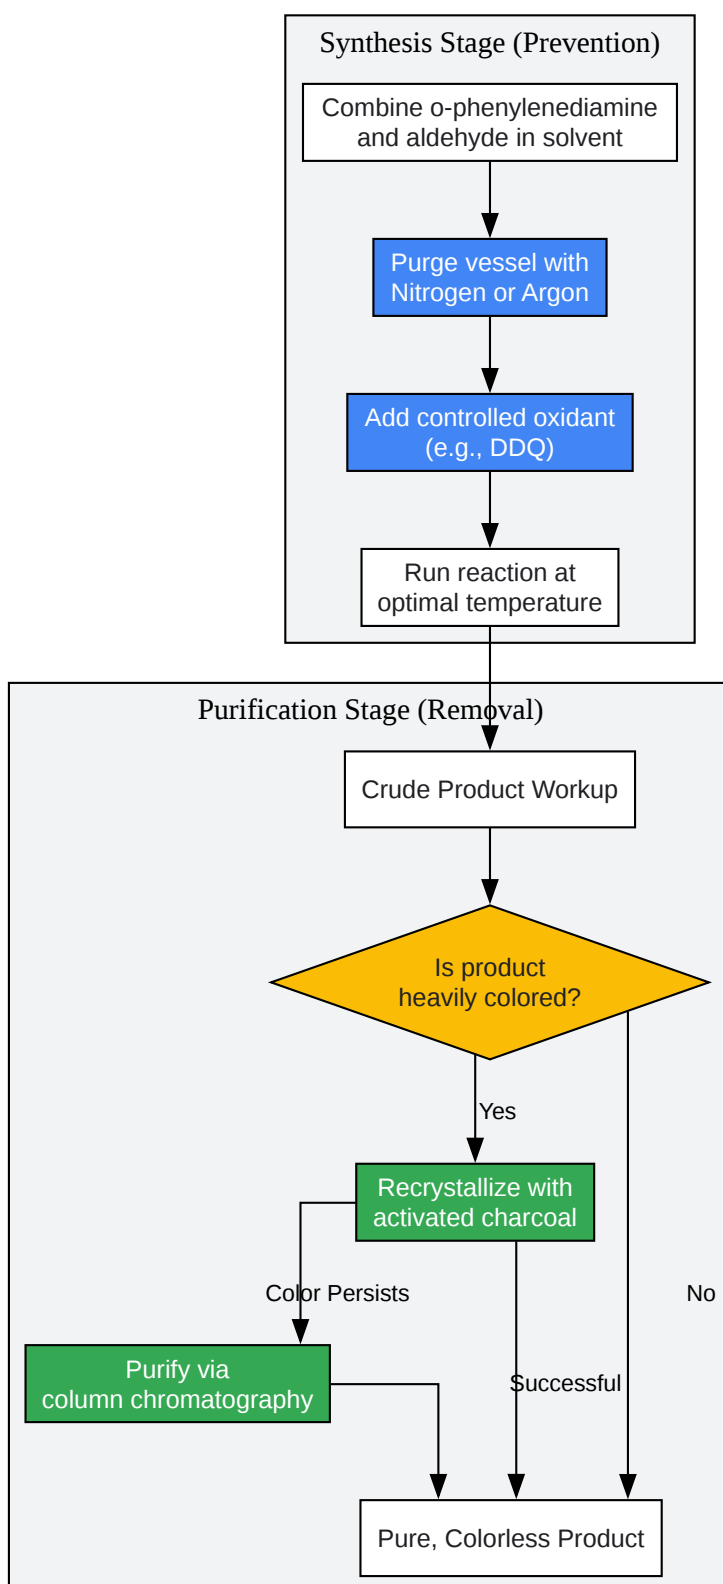 Synthesis Stage (Prevention)
Combine o-phenylenediamine
and aldehyde in solvent
Purge vessel with
Nitrogen or Argon
Add controlled oxidant
(e.g., DDQ)
Run reaction at
optimal temperature
Purification Stage (Removal)
Crude Product Workup
Is product
heavily colored?
Yes
Recrystallize with
activated charcoal
Color Persists
No
Purify via
column chromatography
Successful
Pure, Colorless Product